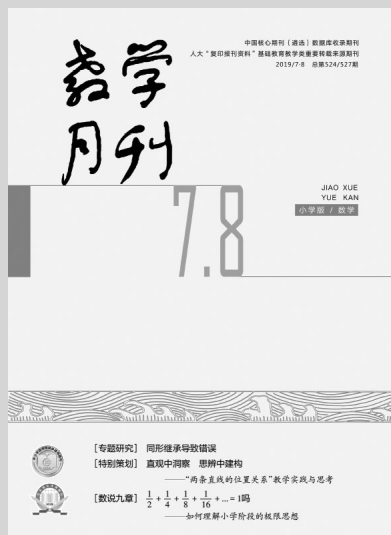 中国核心期刊（遴选）数据库收录期刊
人大“复印报刊资料”基础教育教学类重要转载来源期刊
2019/7·8 总第524/527期
教学
月刊
JIAO XUE
YUE KAN
小学版 / 数学
7.8
[专题研究] 同形继承导致错误
[特别策划] 直观中洞察 思辨中建构
——“两条直线的位置关系”教学实践与思考
[数说九章] 1/2 + 1/4 + 1/8 + 1/16 + ... = 1吗
——如何理解小学阶段的极限思想